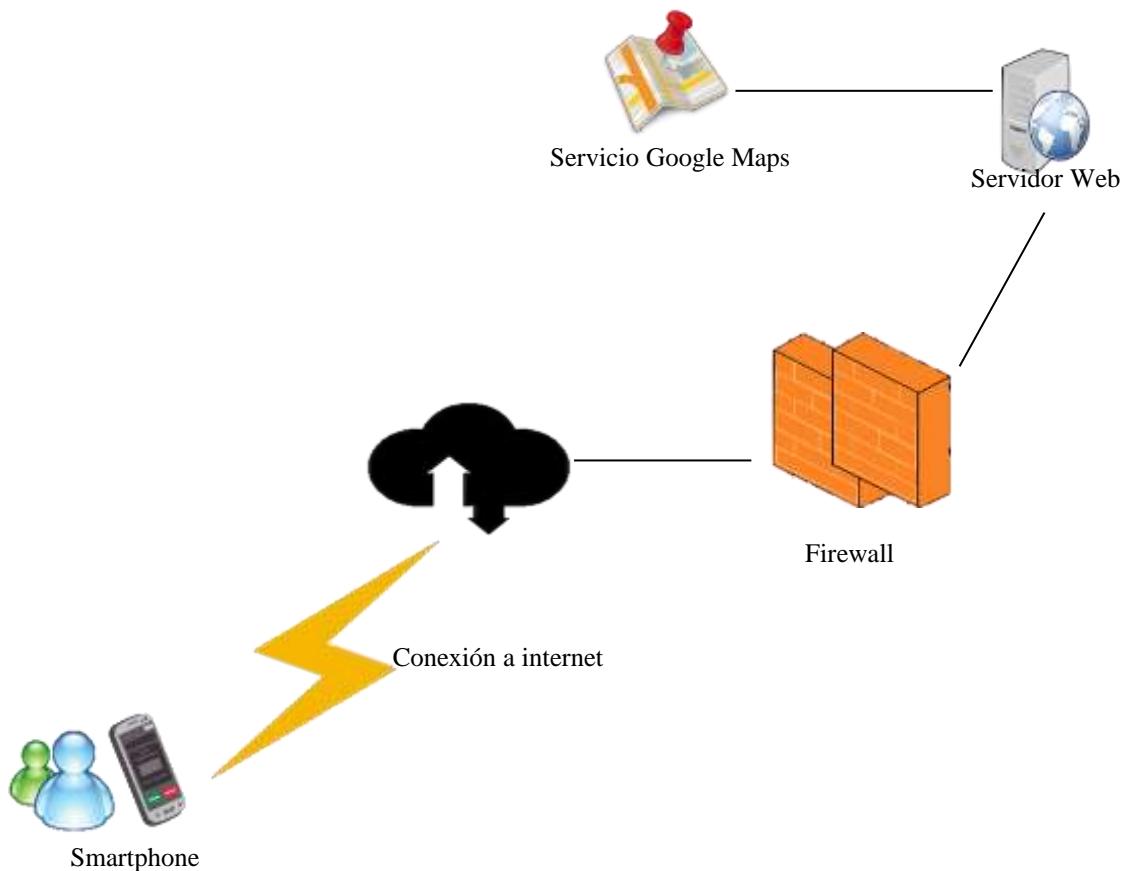 Servicio Google Maps
Servidor Web
Firewall
Conexión a internet
Smartphone